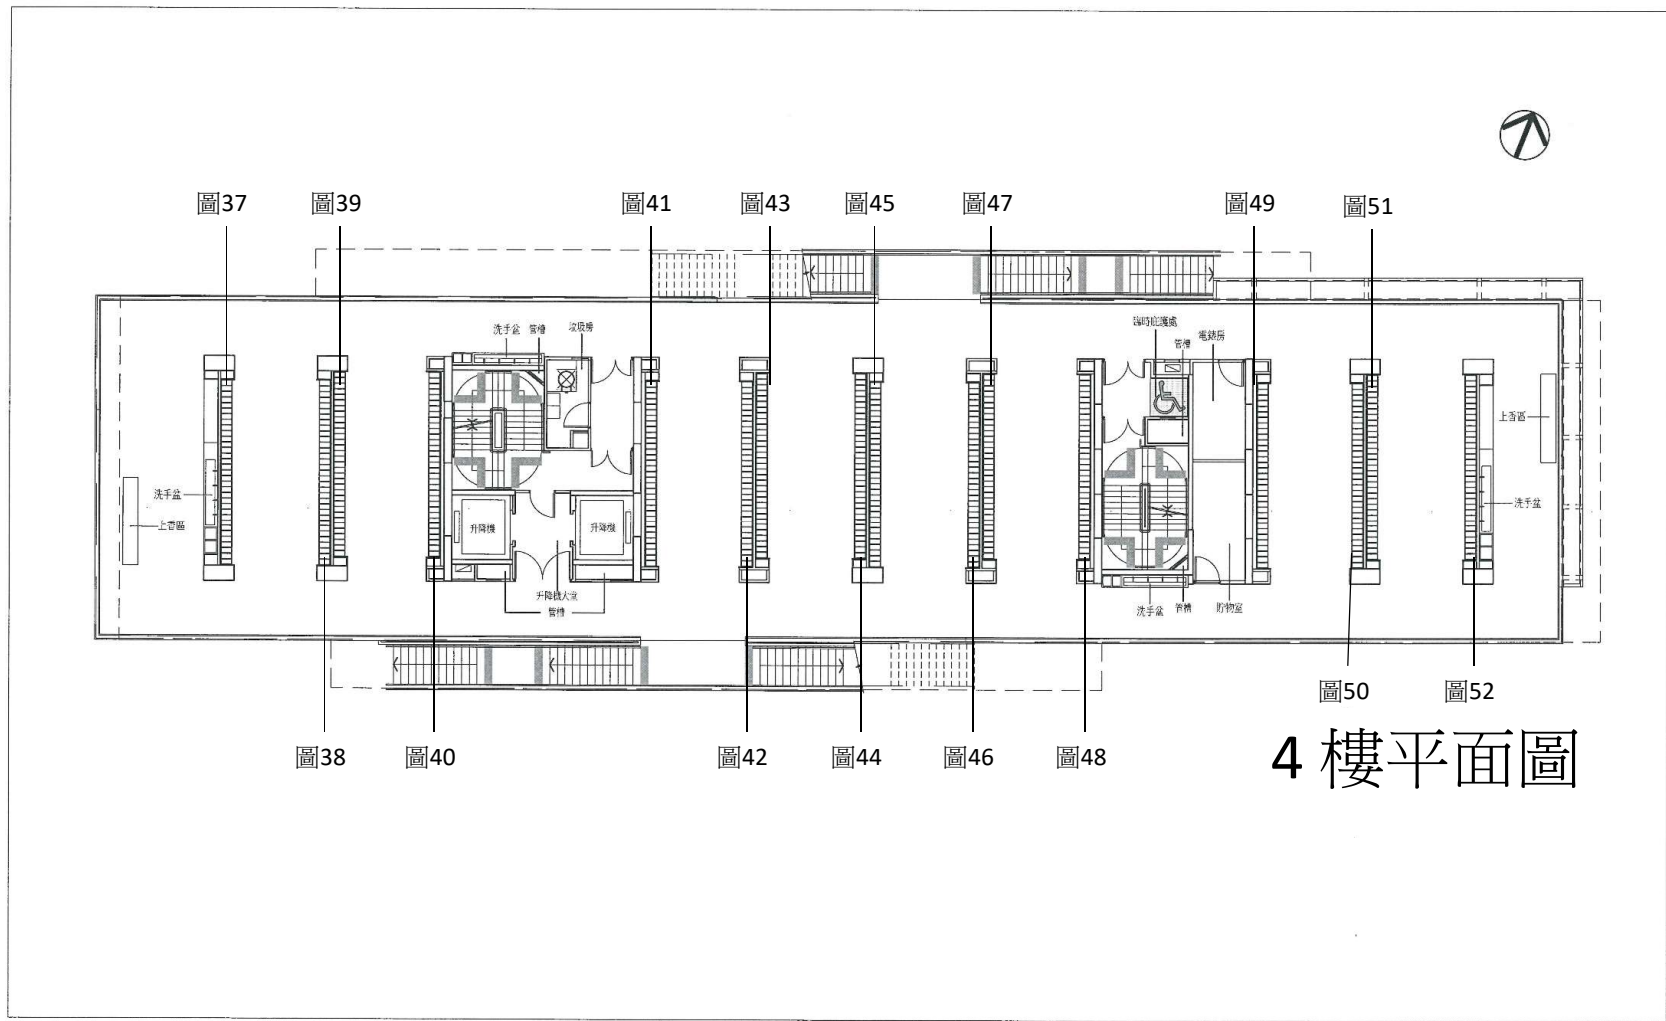 圖37
圖39
圖41
圖43
圖45
圖47
圖49
圖51
洗手盆
管槽
垃圾房
臨時庇護處
管槽
電錶房
上香區
洗手盆
上香區
洗手盆
升降機
升降機
升降機大堂
管槽
洗手盆
管槽
貯物室
圖50
圖52
圖38
圖40
圖42
圖44
圖46
圖48
4 樓平面圖